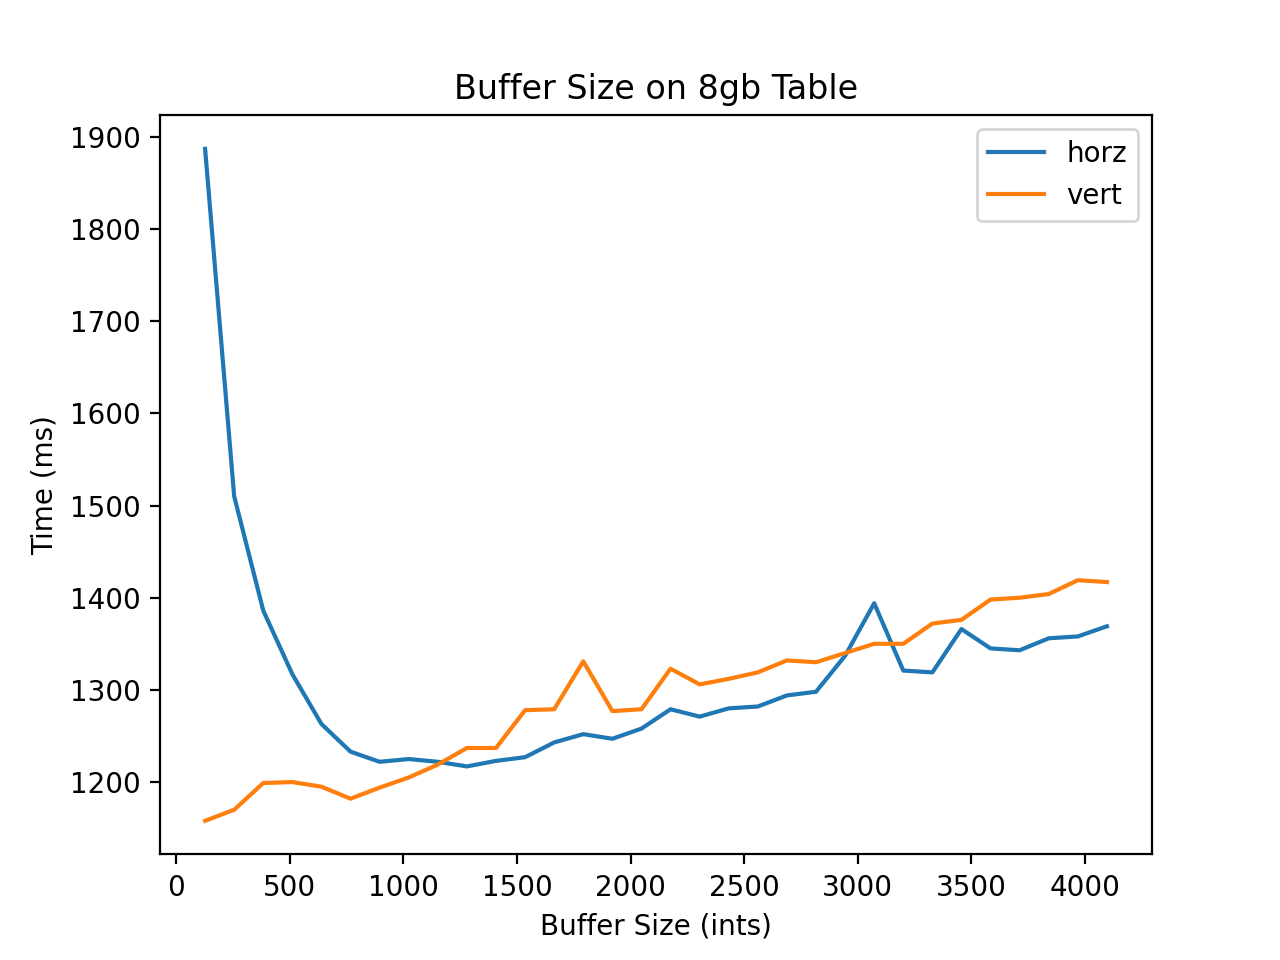 Buffer Size on 8gb Table
horz
vert
Time (ms)
1900
1800
1700
1600
1500
1400
1300
1200
0 500 1000 1500 2000 2500 3000 3500 4000
Buffer Size (ints)